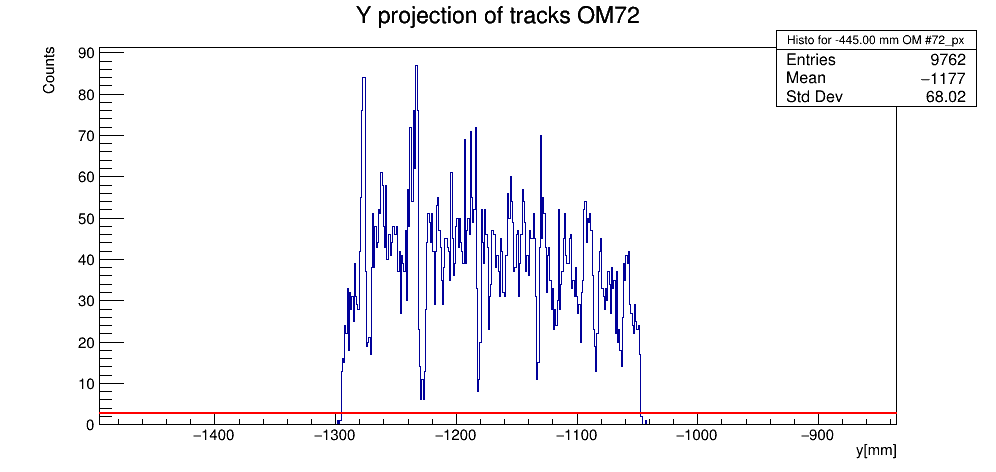 Y projection of tracks OM72
Histo for -445.00 mm OM #72_px
Entries 9762
Mean −1177
Std Dev 68.02
Counts
90
80
70
60
50
40
30
20
10
0
−1400 −1300 −1200 −1100 −1000 −900
y[mm]